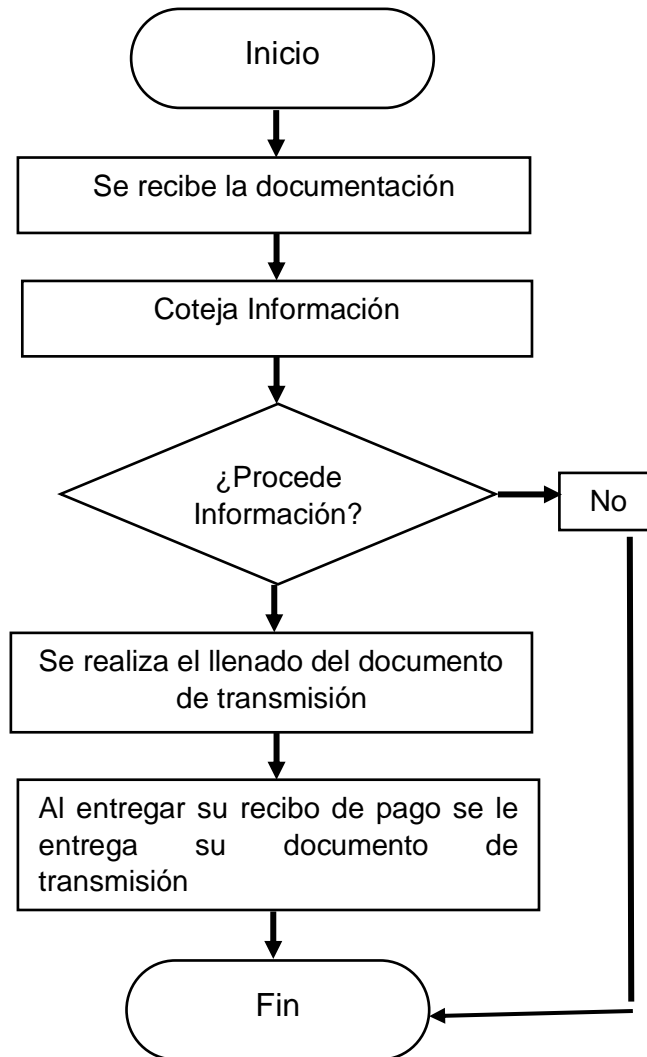 Inicio
Se recibe la documentación
Coteja Información
¿Procede
Información?
No
Se realiza el llenado del documento
de transmisión
Al entregar su recibo de pago se le
entrega su documento de
transmisión
Fin